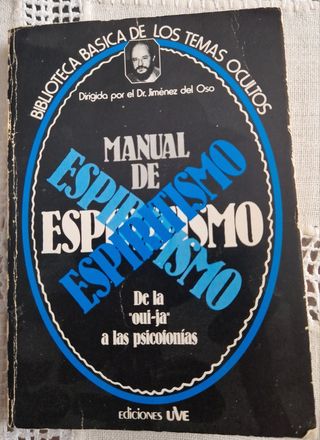 BIBLIOTECA BASICA DE LOS TEMAS OCULTOS
Dirigida por el Dr. Jiménez del Oso
MANUAL
DE
ESPIRITISMO
ESPIRITISMO
ESPIRITISMO
De la
"oui-ja"
a las psicofonías
EDICIONES UVE